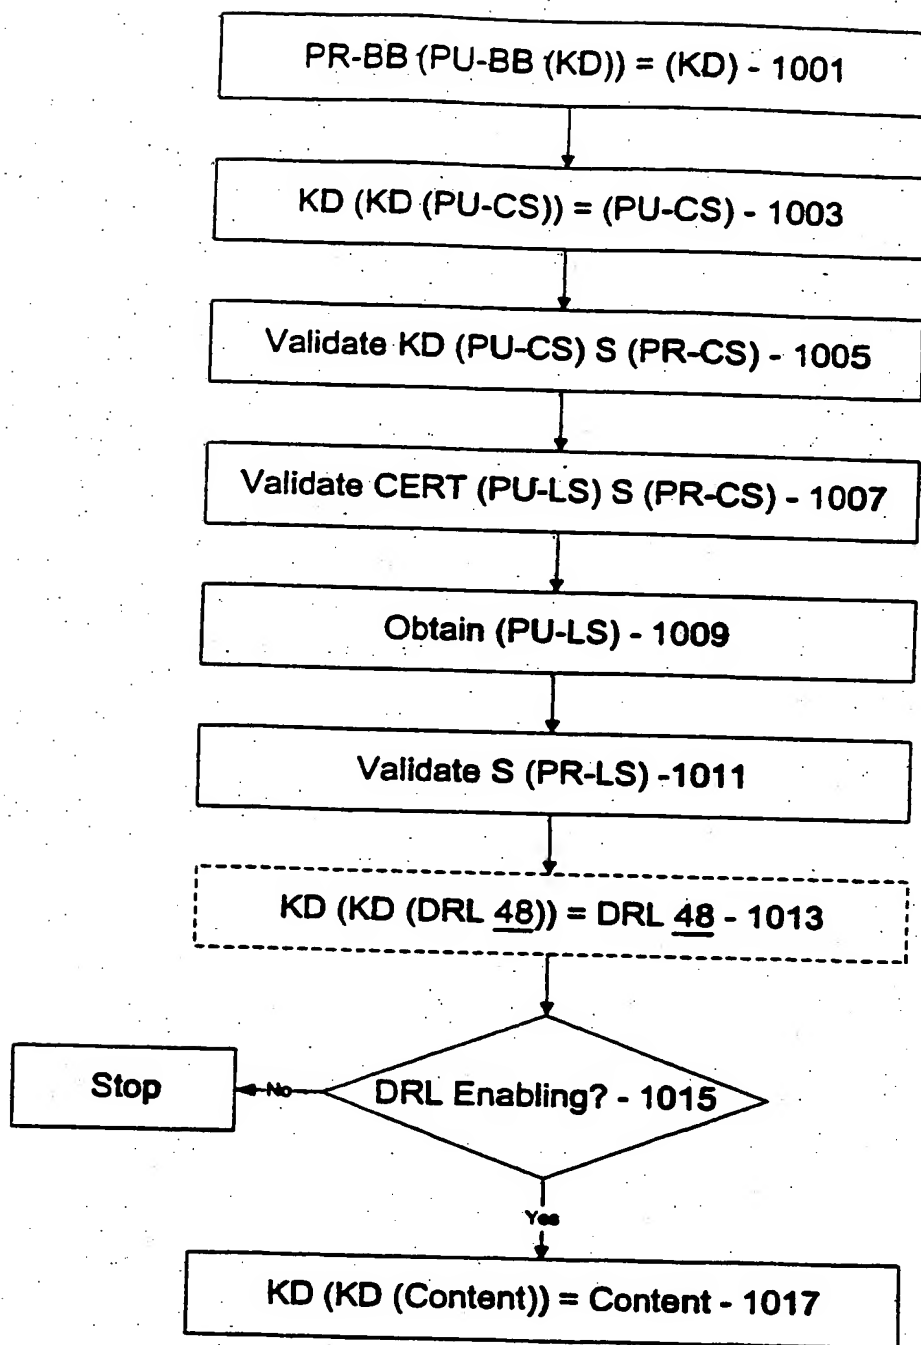 PR-BB (PU-BB (KD)) = (KD) - 1001
KD (KD (PU-CS)) = (PU-CS) - 1003
Validate KD (PU-CS) S (PR-CS) - 1005
Validate CERT (PU-LS) S (PR-CS) - 1007
Obtain (PU-LS) - 1009
Validate S (PR-LS) -1011
KD (KD (DRL 48)) = DRL 48 - 1013
DRL Enabling? - 1015
No
Stop
Yes
KD (KD (Content)) = Content - 1017